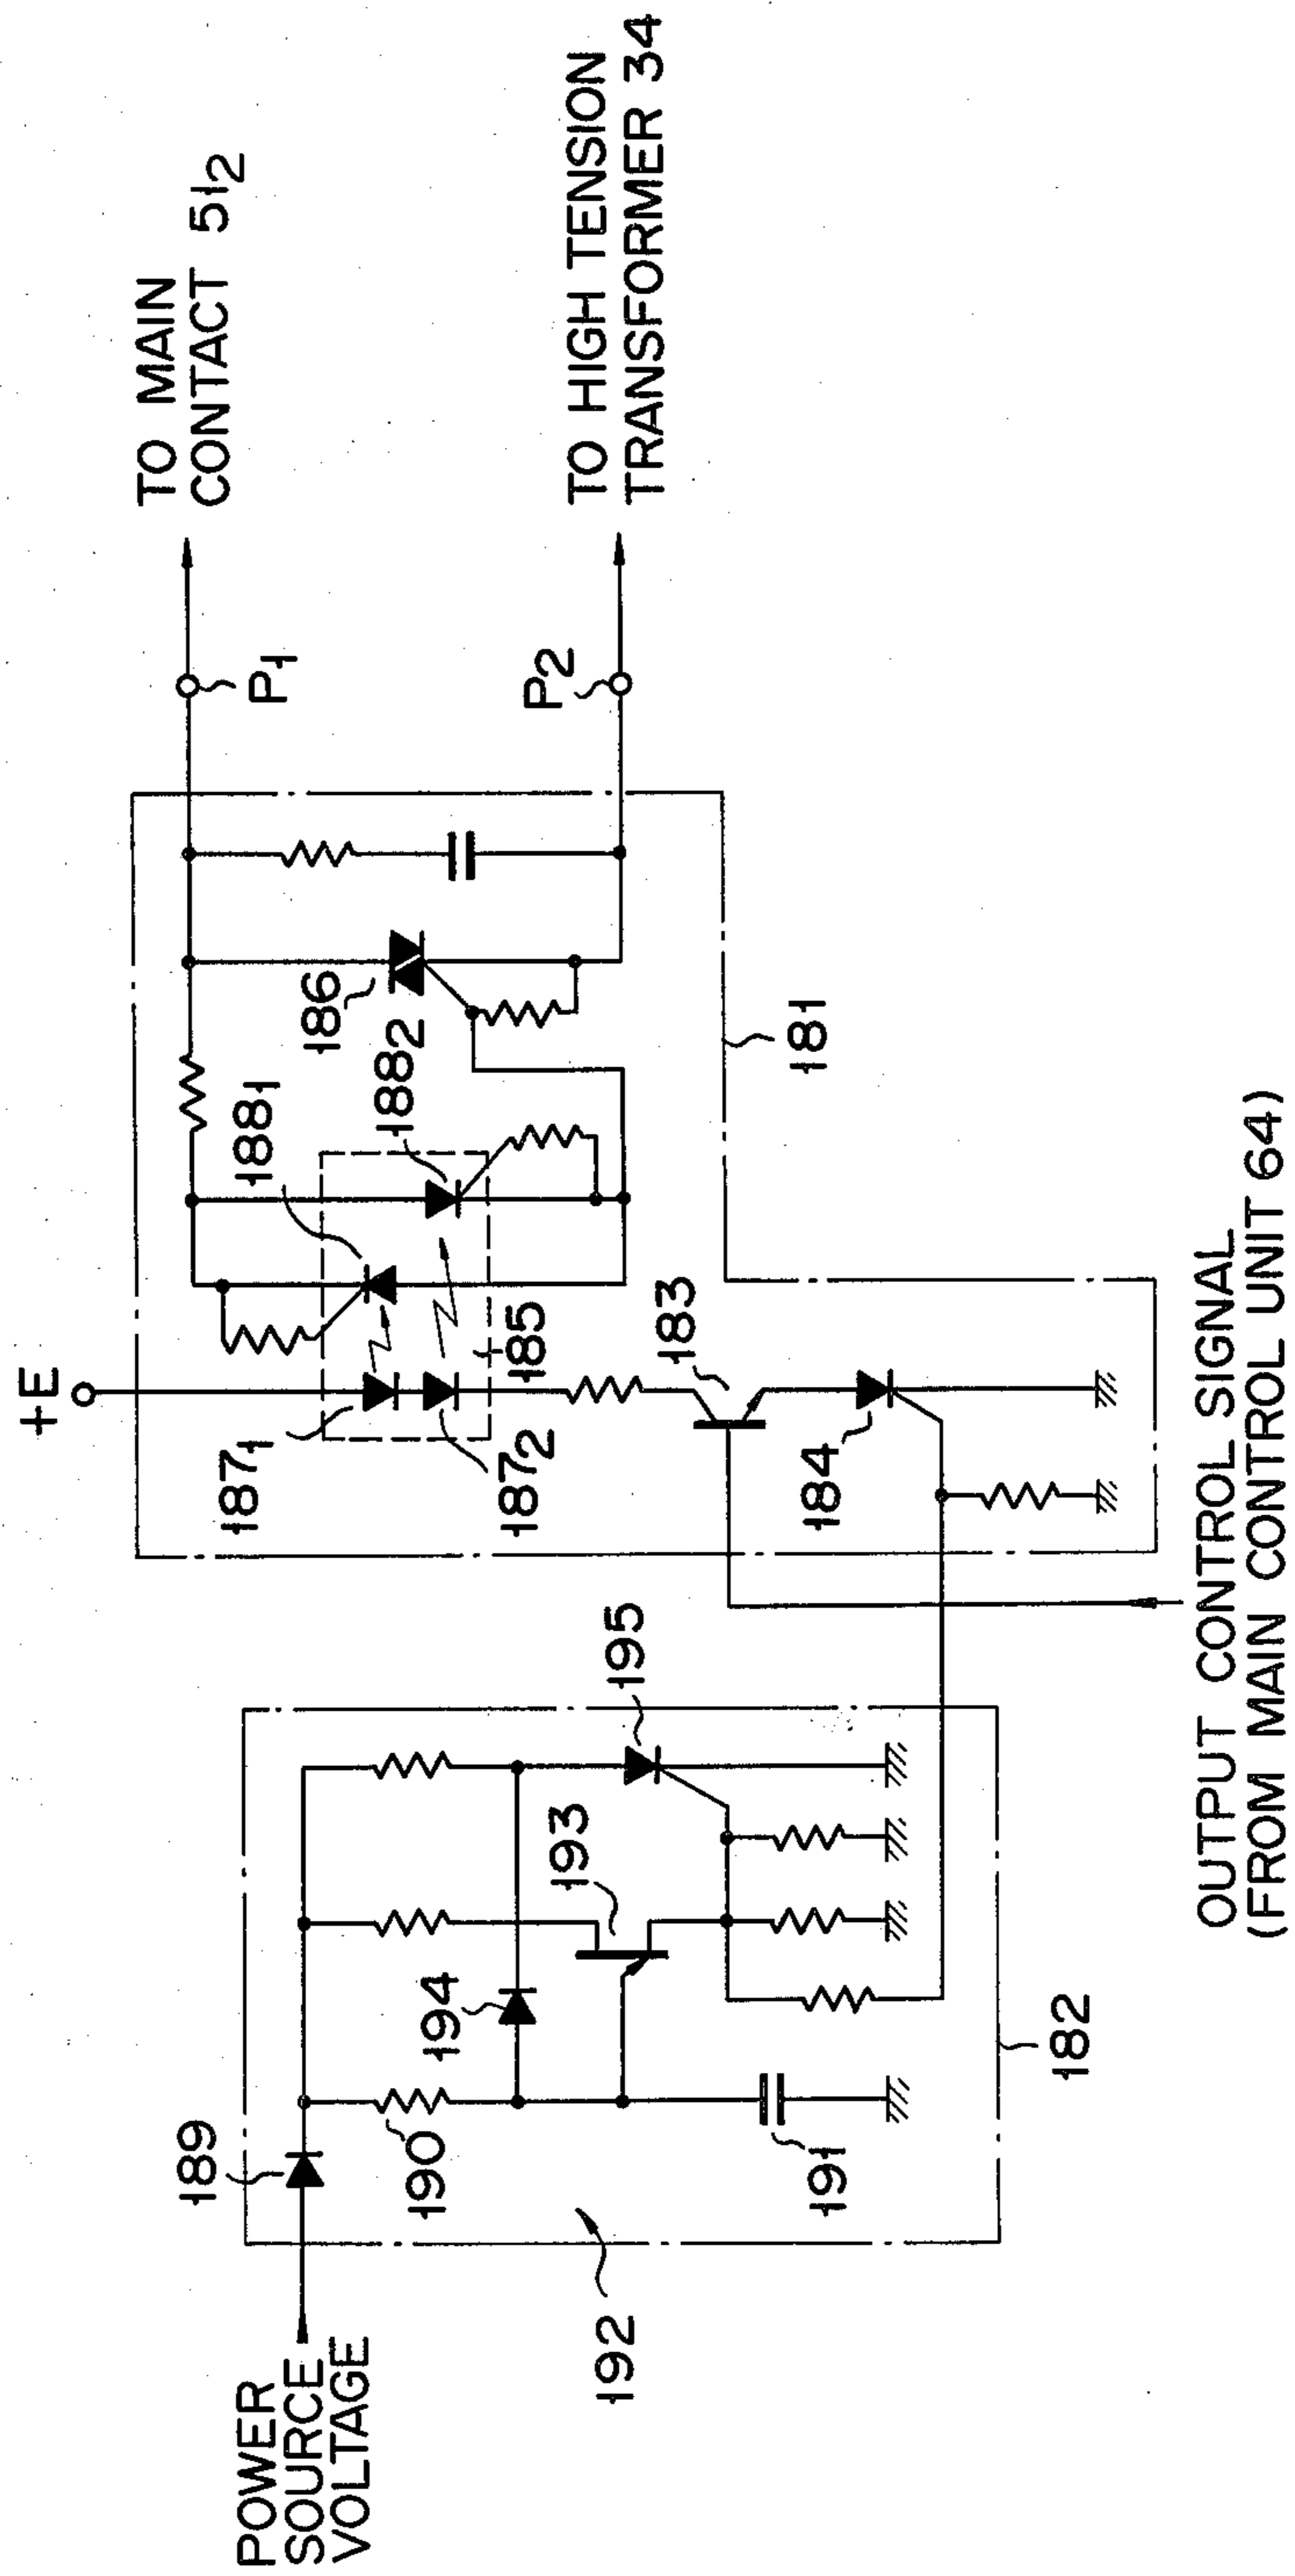 +E
TO MAIN
CONTACT 51₂
P₁
TO HIGH TENSION
TRANSFORMER 34
P₂
186
188₁
188₂
187₁
187₂
185
183
184
181
POWER
SOURCE
VOLTAGE
189
190
194
193
195
191
192
182
OUTPUT CONTROL SIGNAL
(FROM MAIN CONTROL UNIT 64)